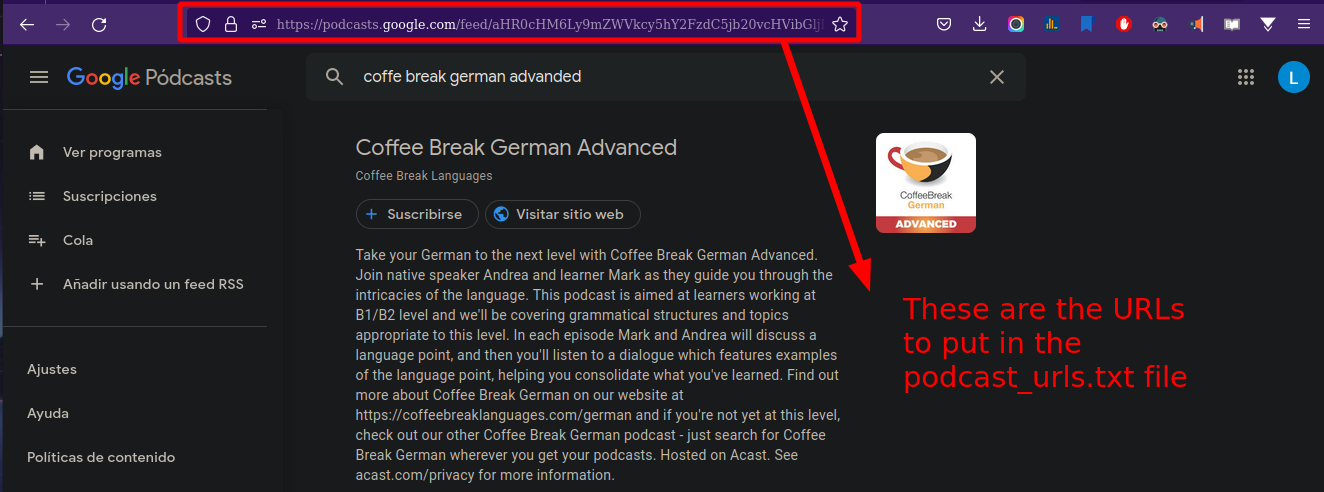 https://podcasts.google.com/feed/aHR0cHM6Ly9mZWVkcy5hY2FzdC5jb20vcHVibGlj
Google Pódcasts
coffe break german advanded
L
Ver programas
Suscripciones
Cola
Añadir usando un feed RSS
Ajustes
Ayuda
Políticas de contenido
Coffee Break German Advanced
Coffee Break Languages
Suscribirse
Visitar sitio web
Take your German to the next level with Coffee Break German Advanced.
Join native speaker Andrea and learner Mark as they guide you through the
intricacies of the language. This podcast is aimed at learners working at
B1/B2 level and we'll be covering grammatical structures and topics
appropriate to this level. In each episode Mark and Andrea will discuss a
language point, and then you'll listen to a dialogue which features examples
of the language point, helping you consolidate what you've learned. Find out
more about Coffee Break German on our website at
https://coffeebreaklanguages.com/german and if you're not yet at this level,
check out our other Coffee Break German podcast - just search for Coffee
Break German wherever you get your podcasts. Hosted on Acast. See
acast.com/privacy for more information.
CoffeeBreak
German
ADVANCED
These are the URLs
to put in the
podcast_urls.txt file